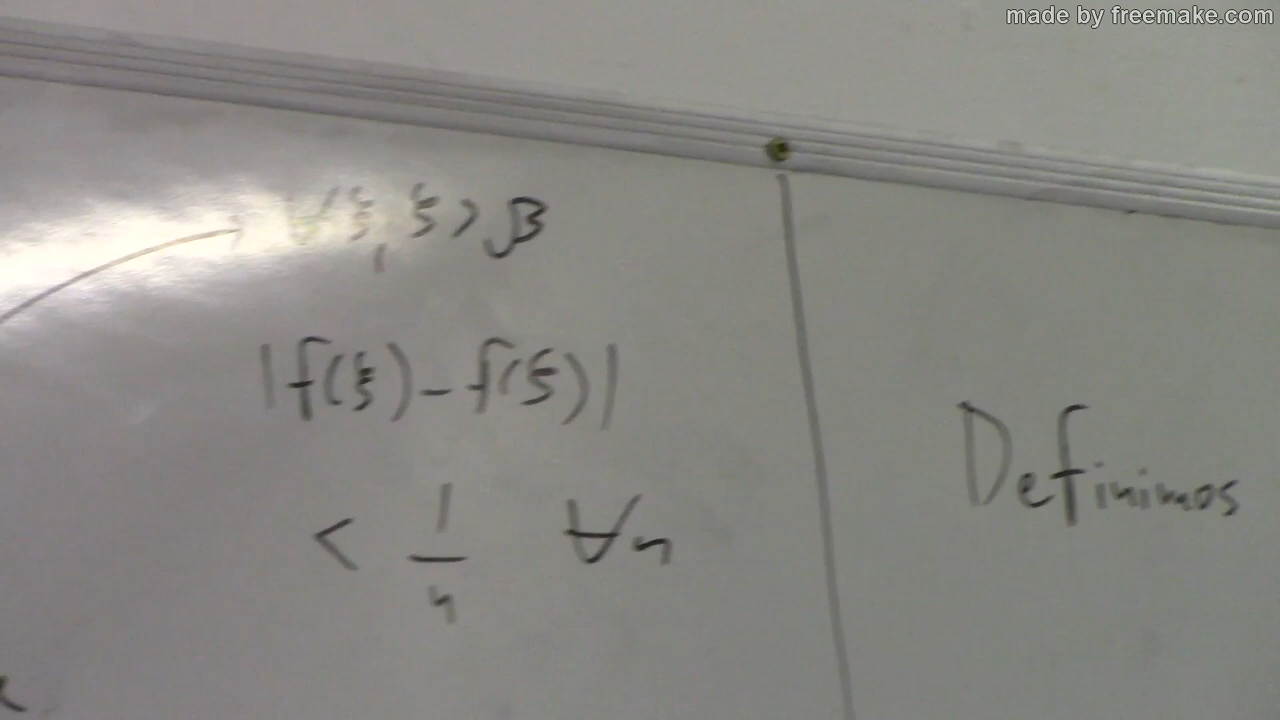 made by freemake.com
∀ξ, ξ > β
|f(ξ) - f(ξ)|
< 1/n ∀n
Definimos